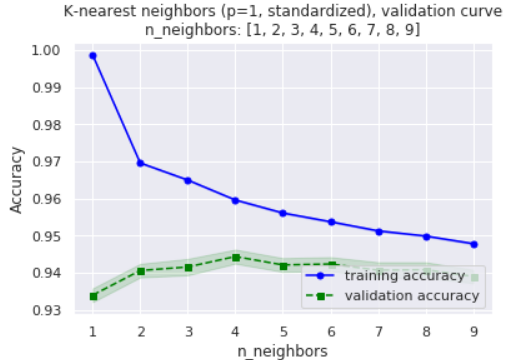 K-nearest neighbors (p=1, standardized), validation curve
n_neighbors: [1, 2, 3, 4, 5, 6, 7, 8, 9]
1.00
0.99
0.98
0.97
0.96
0.95
0.94
0.93
Accuracy
training accuracy
validation accuracy
1 2 3 4 5 6 7 8 9
n_neighbors